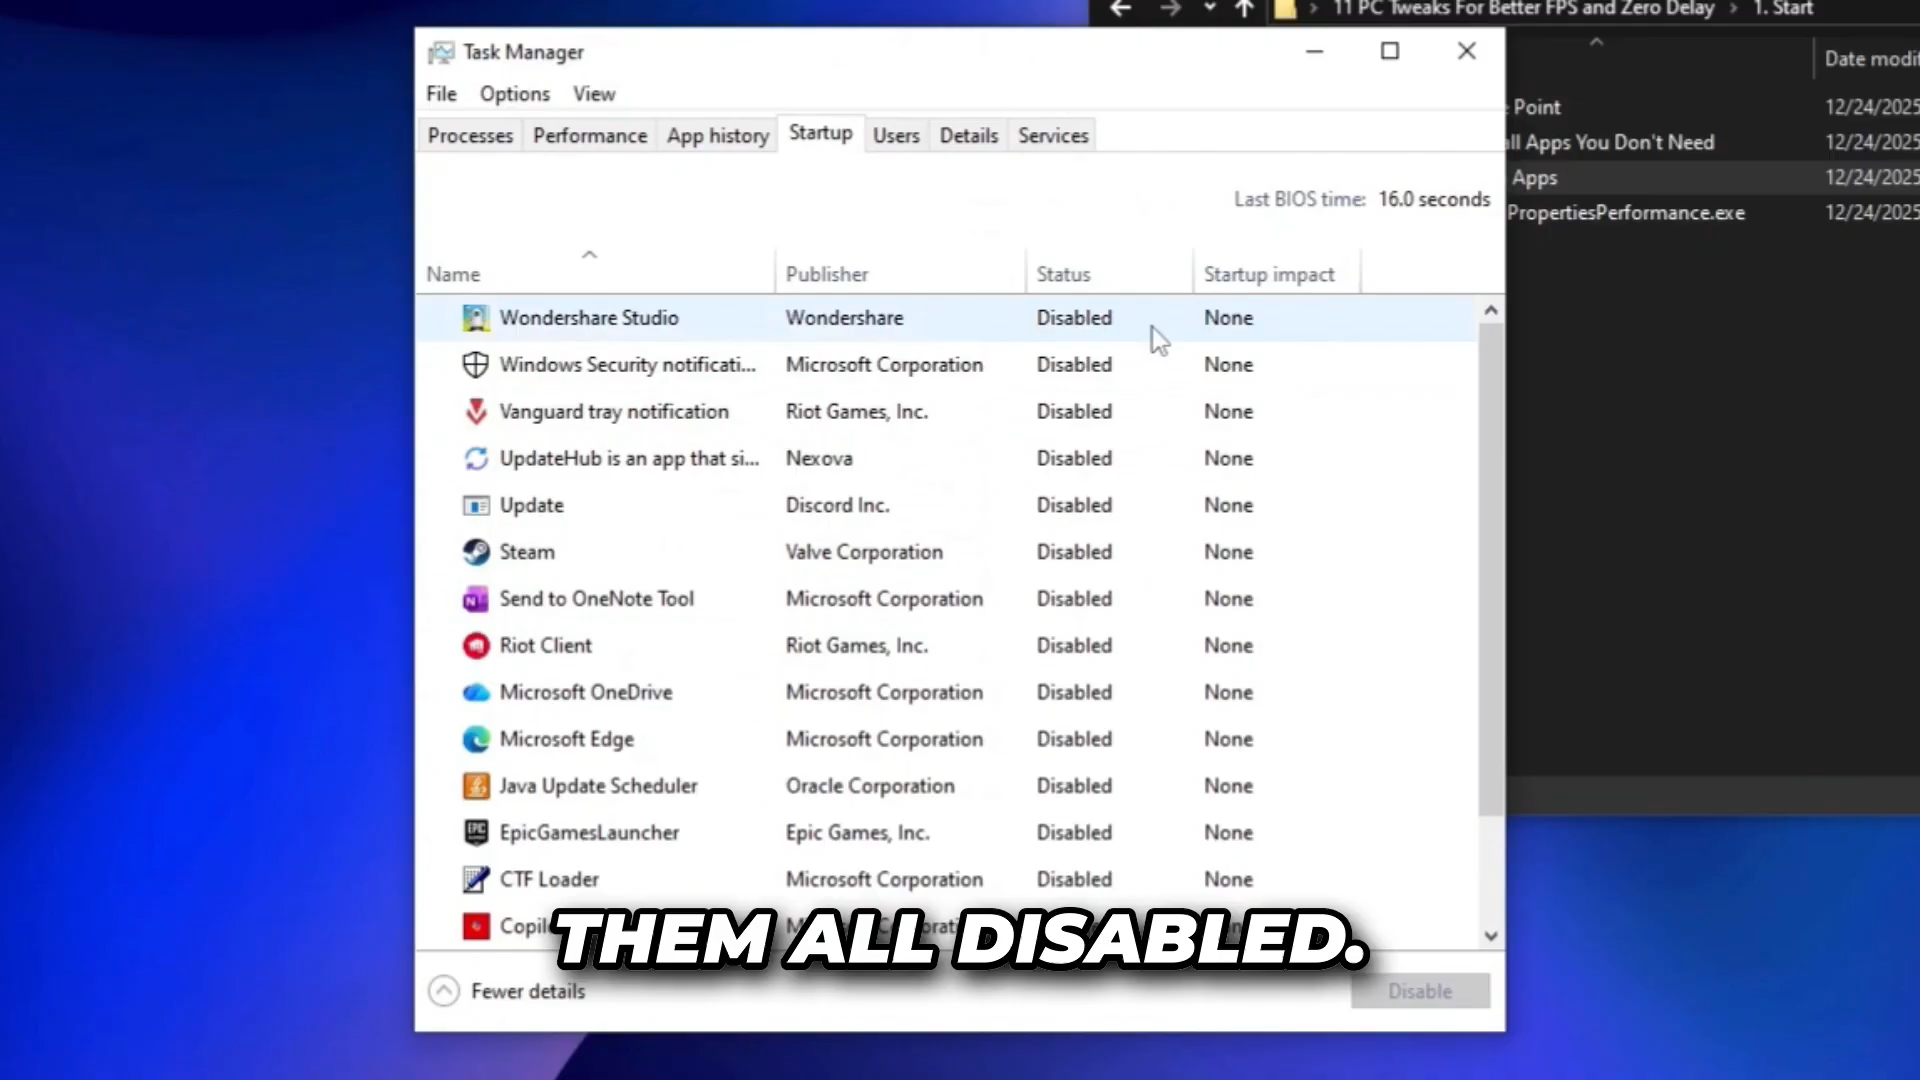 11 PC Tweaks For Better FPS and Zero Delay > 1. Start
Task Manager
File Options View
Processes Performance App history Startup Users Details Services
Last BIOS time: 16.0 seconds
Name Publisher Status Startup impact
Wondershare Studio Wondershare Disabled None
Windows Security notificati... Microsoft Corporation Disabled None
Vanguard tray notification Riot Games, Inc. Disabled None
UpdateHub is an app that si... Nexova Disabled None
Update Discord Inc. Disabled None
Steam Valve Corporation Disabled None
Send to OneNote Tool Microsoft Corporation Disabled None
Riot Client Riot Games, Inc. Disabled None
Microsoft OneDrive Microsoft Corporation Disabled None
Microsoft Edge Microsoft Corporation Disabled None
Java Update Scheduler Oracle Corporation Disabled None
EpicGamesLauncher Epic Games, Inc. Disabled None
CTF Loader Microsoft Corporation Disabled None
THEM ALL DISABLED.
Fewer details
Disable
Date modif
Point 12/24/2025
ll Apps You Don't Need 12/24/2025
Apps 12/24/2025
PropertiesPerformance.exe 12/24/2025